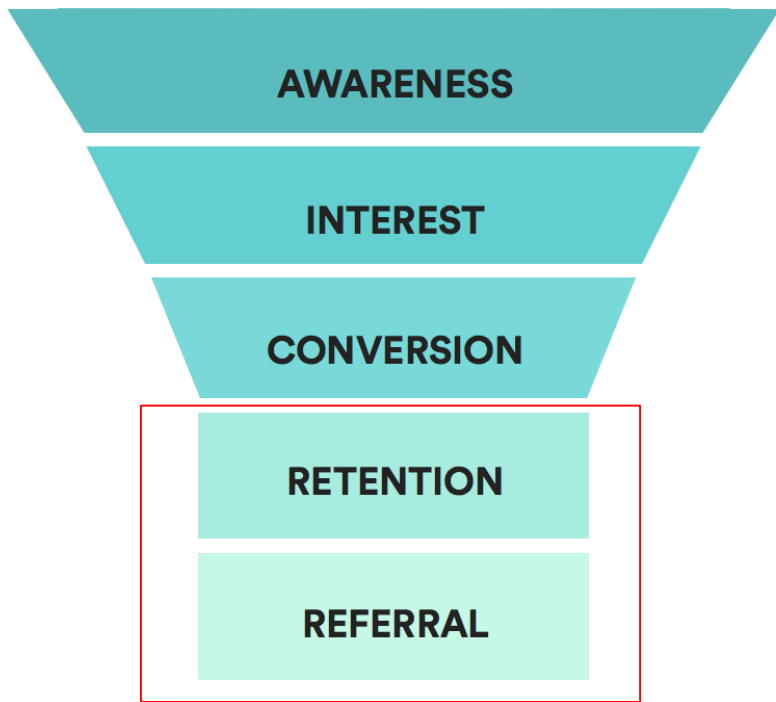 AWARENESS
INTEREST
CONVERSION
RETENTION
REFERRAL